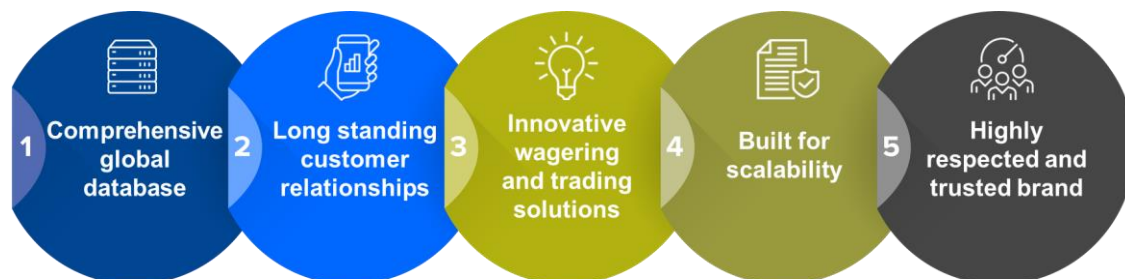 1
Comprehensive
global
database
2
Long standing
customer
relationships
3
Innovative
wagering
and trading
solutions
4
Built for
scalability
5
Highly
respected and
trusted brand